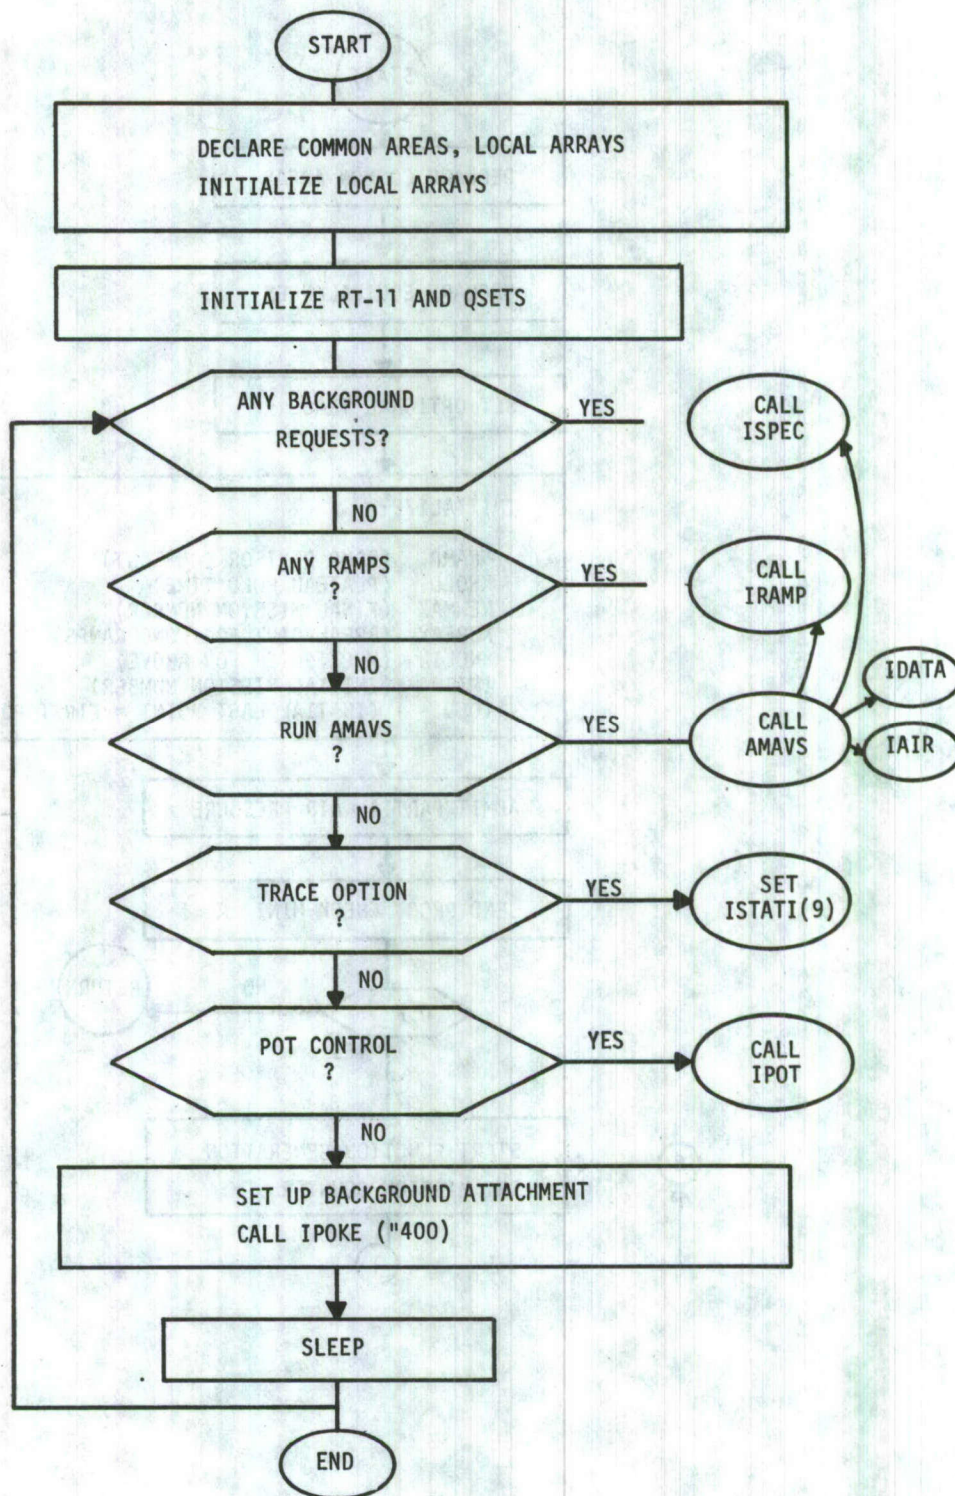 START
DECLARE COMMON AREAS, LOCAL ARRAYS
INITIALIZE LOCAL ARRAYS
INITIALIZE RT-11 AND QSETS
ANY BACKGROUND
REQUESTS?
YES
CALL
ISPEC
NO
ANY RAMPS
?
YES
CALL
IRAMP
NO
RUN AMAVS
?
YES
CALL
AMAVS
IDATA
IAIR
NO
TRACE OPTION
?
YES
SET
ISTATI(9)
NO
POT CONTROL
?
YES
CALL
IPOT
NO
SET UP BACKGROUND ATTACHMENT
CALL IPOKE ("400)
SLEEP
END